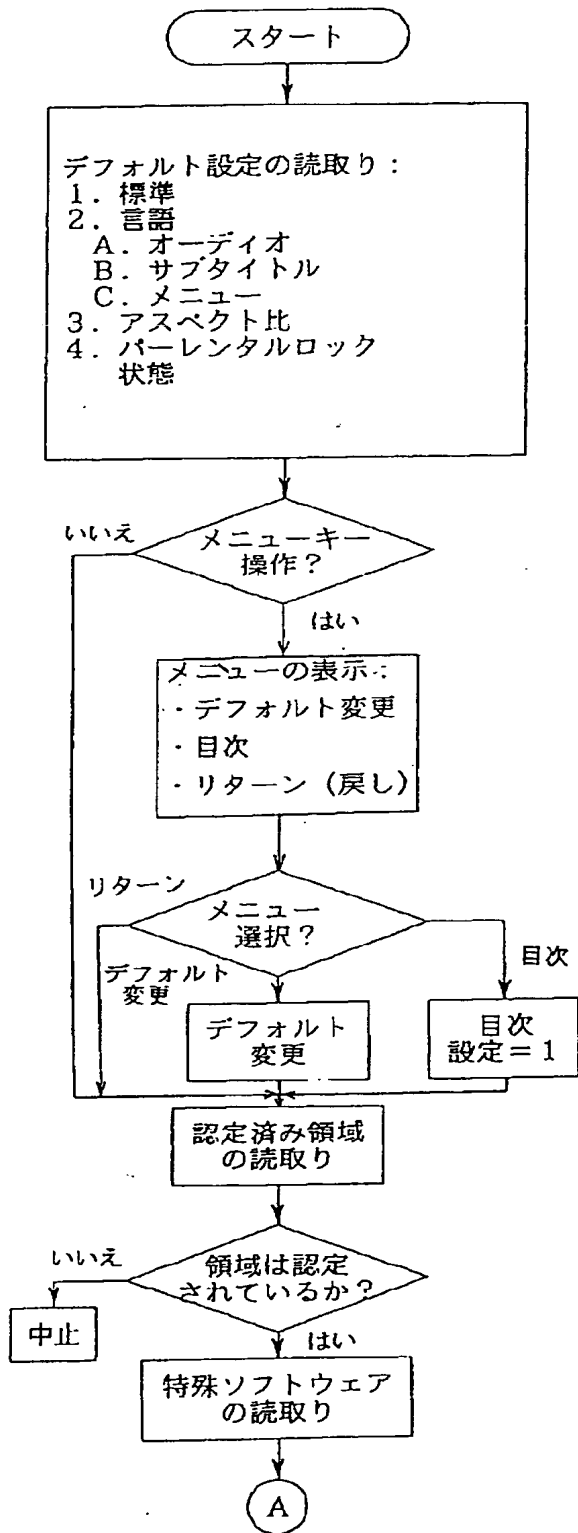 スタート
デフォルト設定の読取り:
1. 標準
2. 言語
A. オーディオ
B. サブタイトル
C. メニュー
3. アスペクト比
4. パーレンタルロック
状態
いいえ
メニューキー
操作?
はい
メニューの表示:
・デフォルト変更
・目次
・リターン (戻し)
リターン
メニュー
選択?
目次
デフォルト
変更
デフォルト
変更
目次
設定=1
認定済み領域
の読取り
いいえ
領域は認定
されているか?
中止
はい
特殊ソフトウェア
の読取り
A